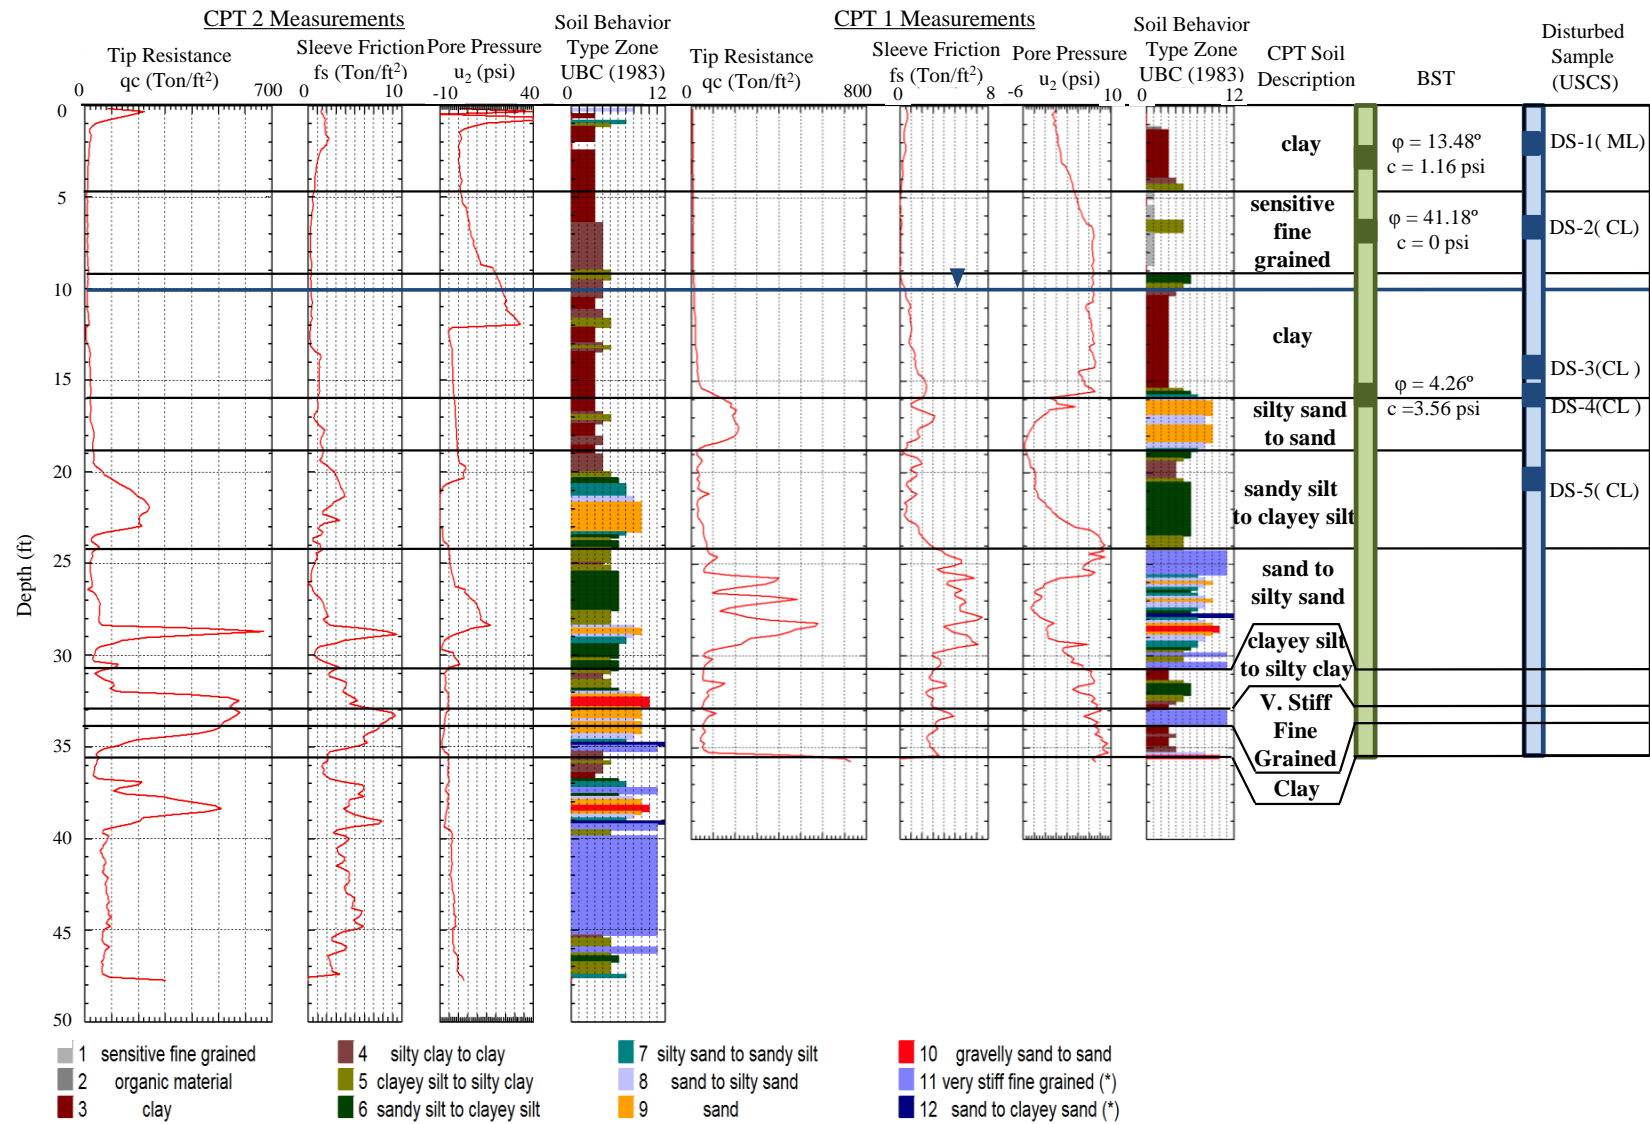 CPT 2 Measurements
CPT 1 Measurements
Tip Resistance
qc (Ton/ft²)
Sleeve Friction
fs (Ton/ft²)
Pore Pressure
u₂ (psi)
Soil Behavior
Type Zone
UBC (1983)
Tip Resistance
qc (Ton/ft²)
Sleeve Friction
fs (Ton/ft²)
Pore Pressure
u₂ (psi)
Soil Behavior
Type Zone
UBC (1983)
CPT Soil
Description
BST
Disturbed
Sample
(USCS)
0 700
0 10
-10 40
0 12
0 800
0 8
-6 10
0 12
Depth (ft)
0
5
10
15
20
25
30
35
40
45
50
clay
sensitive
fine
grained
clay
silty sand
to sand
sandy silt
to clayey silt
sand to
silty sand
clayey silt
to silty clay
V. Stiff
Fine
Grained
Clay
φ = 13.48º
c = 1.16 psi
φ = 41.18º
c = 0 psi
φ = 4.26º
c =3.56 psi
DS-1( ML)
DS-2( CL)
DS-3(CL )
DS-4(CL )
DS-5( CL)
1 sensitive fine grained
2 organic material
3 clay
4 silty clay to clay
5 clayey silt to silty clay
6 sandy silt to clayey silt
7 silty sand to sandy silt
8 sand to silty sand
9 sand
10 gravelly sand to sand
11 very stiff fine grained (*)
12 sand to clayey sand (*)